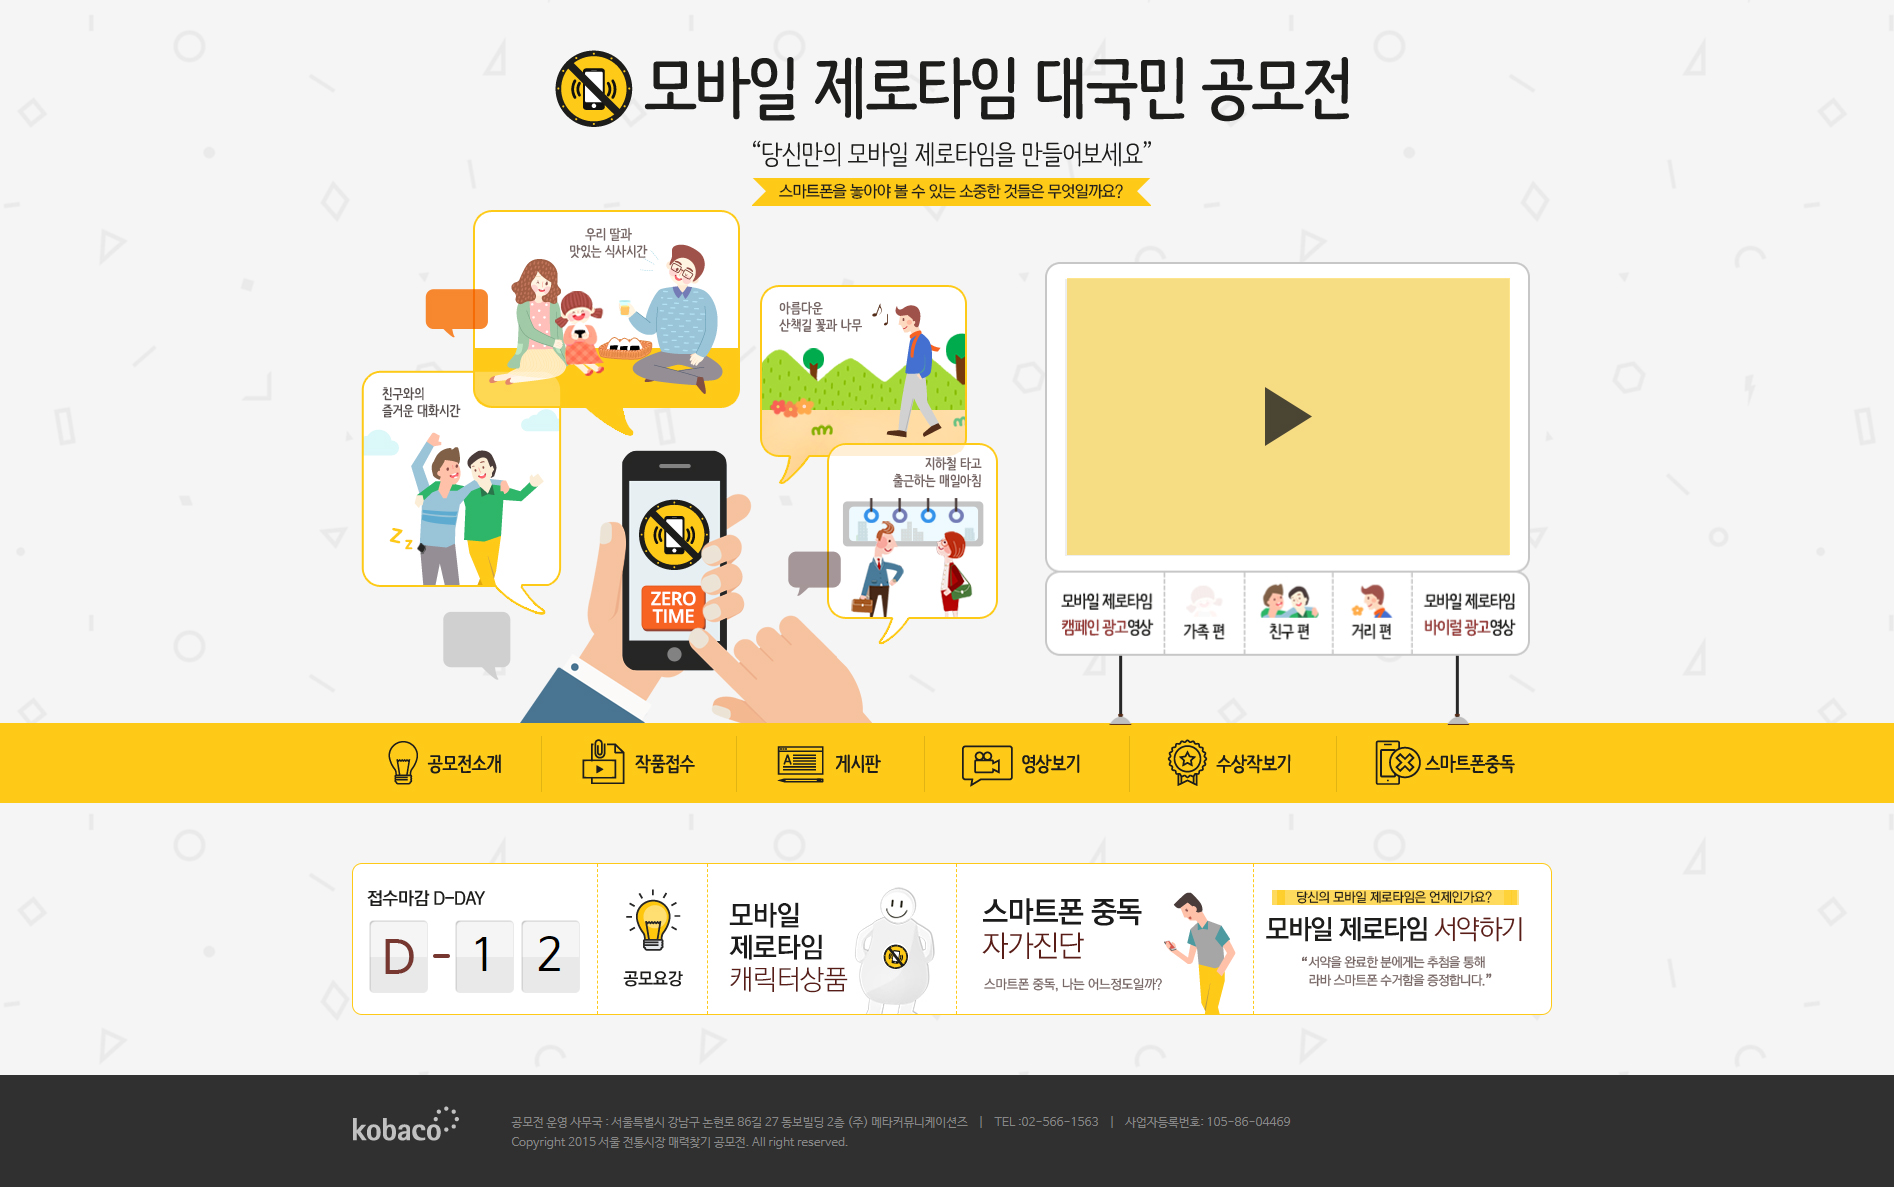 모바일 제로타임 대국민 공모전
“당신만의 모바일 제로타임을 만들어보세요”
스마트폰을 놓아야 볼 수 있는 소중한 것들은 무엇일까요?
우리 딸과
맛있는 식사시간
아름다운
산책길 꽃과 나무
친구와의
즐거운 대화시간
지하철 타고
출근하는 매일아침
Z z
ZERO
TIME
모바일 제로타임
캠페인 광고영상
가족 편
친구 편
거리 편
모바일 제로타임
바이럴 광고영상
공모전소개
작품접수
A
게시판
영상보기
수상작보기
스마트폰중독
접수마감 D-DAY
D-12
공모요강
모바일
제로타임
캐릭터상품
스마트폰 중독
자가진단
스마트폰 중독, 나는 어느정도일까?
당신의 모바일 제로타임은 언제인가요?
모바일 제로타임 서약하기
“서약을 완료한 분에게는 추첨을 통해
라바 스마트폰 수거함을 증정합니다.”
kobaco
공모전 운영 사무국 : 서울특별시 강남구 논현로 86길 27 동보빌딩 2층 (주) 메타커뮤니케이션즈 | TEL :02-566-1563 | 사업자등록번호: 105-86-04469
Copyright 2015 서울 전통시장 매력찾기 공모전. All right reserved.